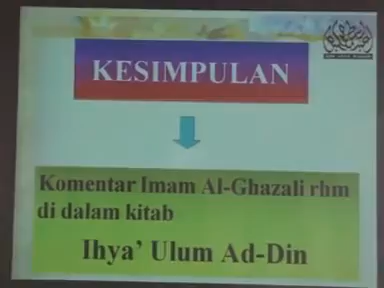 KESIMPULAN
Komentar Imam Al-Ghazali rhm
di dalam kitab
Ihya' Ulum Ad-Din